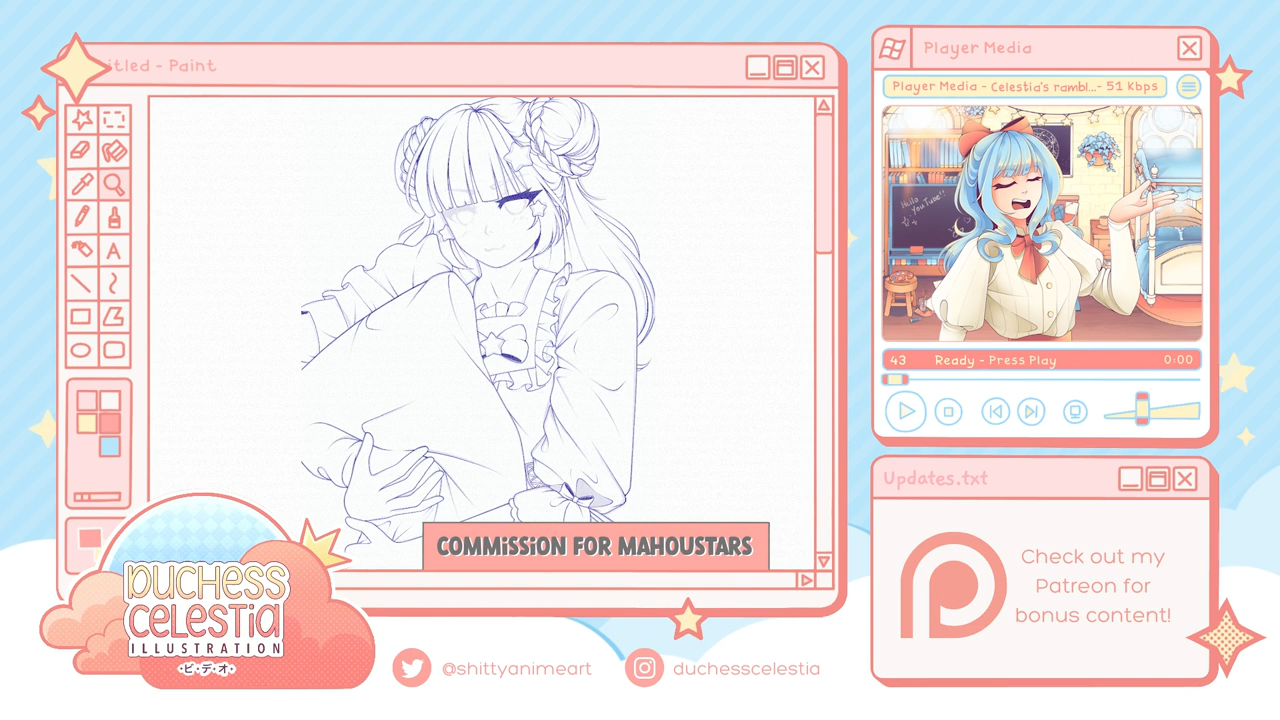 titled - Paint
A
COMMiSSiON FOR MAHOUSTARS
DUCHESS
CELESTIA
ILLUSTRATION
・ビ・デ・オ・
@shittyanimeart
duchesscelestia
Player Media
Player Media - Celestia's rambl...- 51 Kbps
Hello
YouTube!!
43 Ready - Press Play 0:00
Updates.txt
Check out my
Patreon for
bonus content!